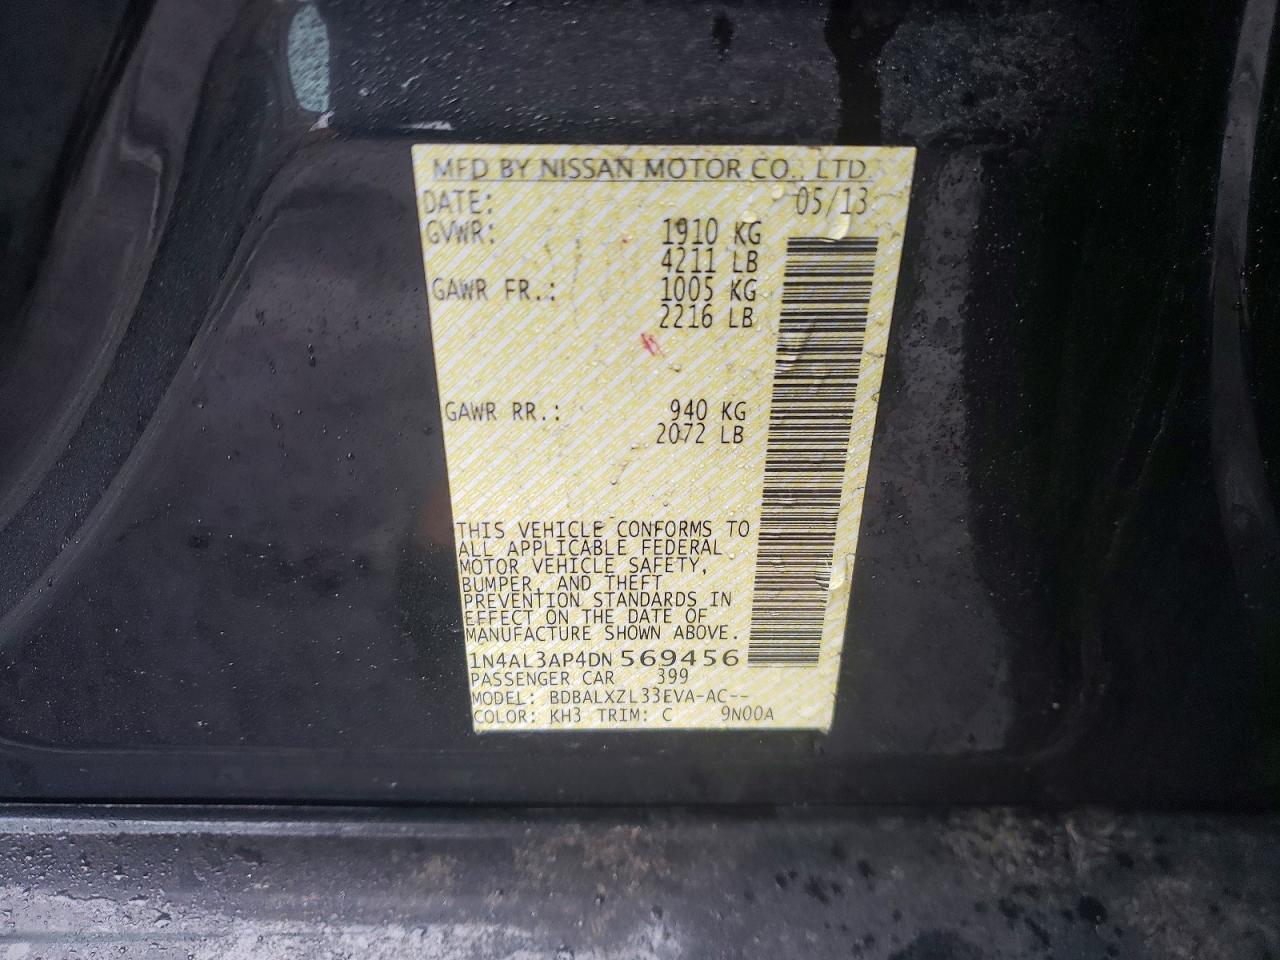 MFD BY NISSAN MOTOR CO., LTD.
DATE: 05/13
GVWR: 1910 KG
4211 LB
GAWR FR.: 1005 KG
2216 LB
GAWR RR.: 940 KG
2072 LB
THIS VEHICLE CONFORMS TO
ALL APPLICABLE FEDERAL
MOTOR VEHICLE SAFETY,
BUMPER, AND THEFT
PREVENTION STANDARDS IN
EFFECT ON THE DATE OF
MANUFACTURE SHOWN ABOVE.
1N4AL3AP4DN569456
PASSENGER CAR 399
MODEL: BDBALXZL33EVA-AC--
COLOR: KH3 TRIM: C 9N00A